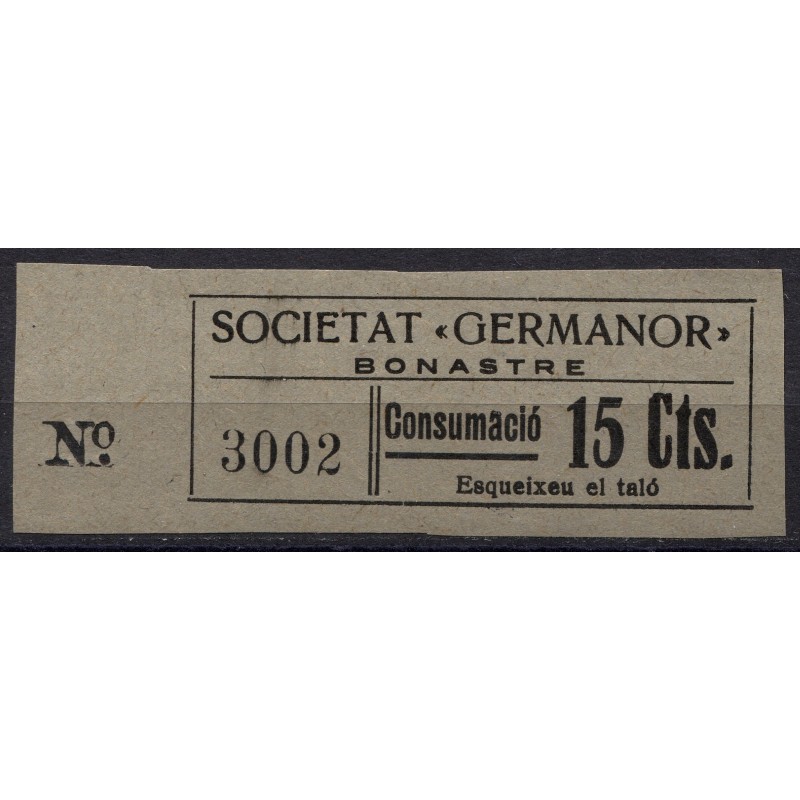 SOCIETAT «GERMANOR»
BONASTRE
Nº 3002
Consumació 15 Cts.
Esqueixeu el taló